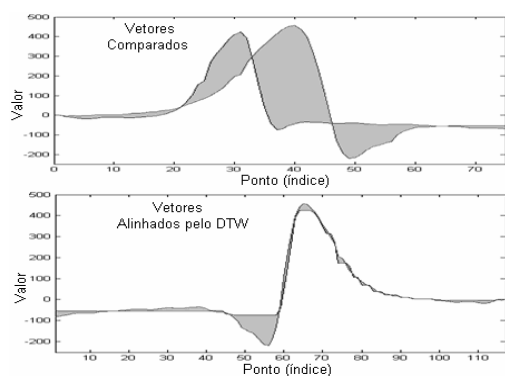 500
400
300
200
100
0
-100
-200
Valor
Vetores
Comparados
0 10 20 30 40 50 60 70
Ponto (índice)
500
400
300
200
100
0
-100
-200
Valor
Vetores
Alinhados pelo DTW
10 20 30 40 50 60 70 80 90 100 110
Ponto (índice)